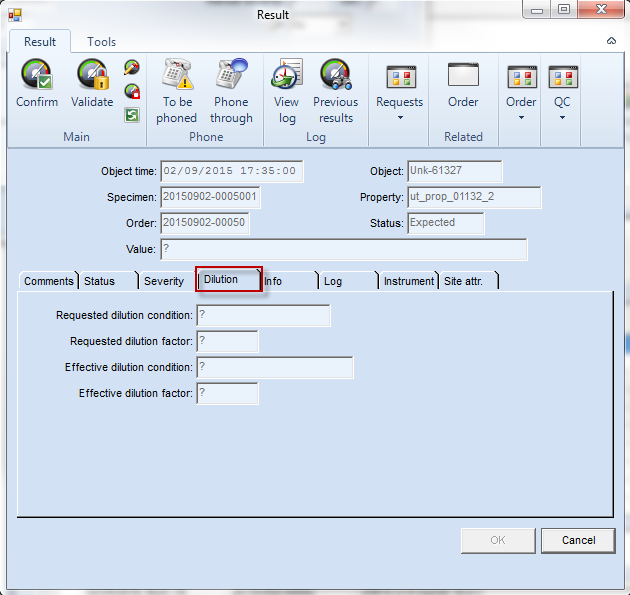 Result
Result Tools
Confirm Validate To be phoned Phone through View log Previous results Requests Order Order QC
Main Phone Log Related
Object time: 02/09/2015 17:35:00 Object: Unk-61327
Specimen: 20150902-0005001 Property: ut_prop_01132_2
Order: 20150902-00050 Status: Expected
Value: ?
Comments Status Severity Dilution Info Log Instrument Site attr.
Requested dilution condition: ?
Requested dilution factor: ?
Effective dilution condition: ?
Effective dilution factor: ?
OK Cancel